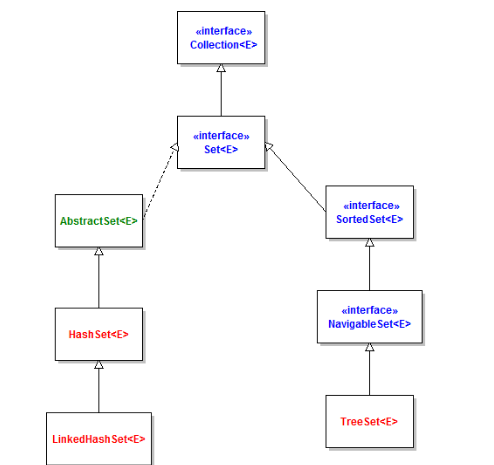 «interface»
Collection<E>
«interface»
Set<E>
AbstractSet<E>
«interface»
SortedSet<E>
HashSet<E>
«interface»
NavigableSet<E>
LinkedHashSet<E>
TreeSet<E>